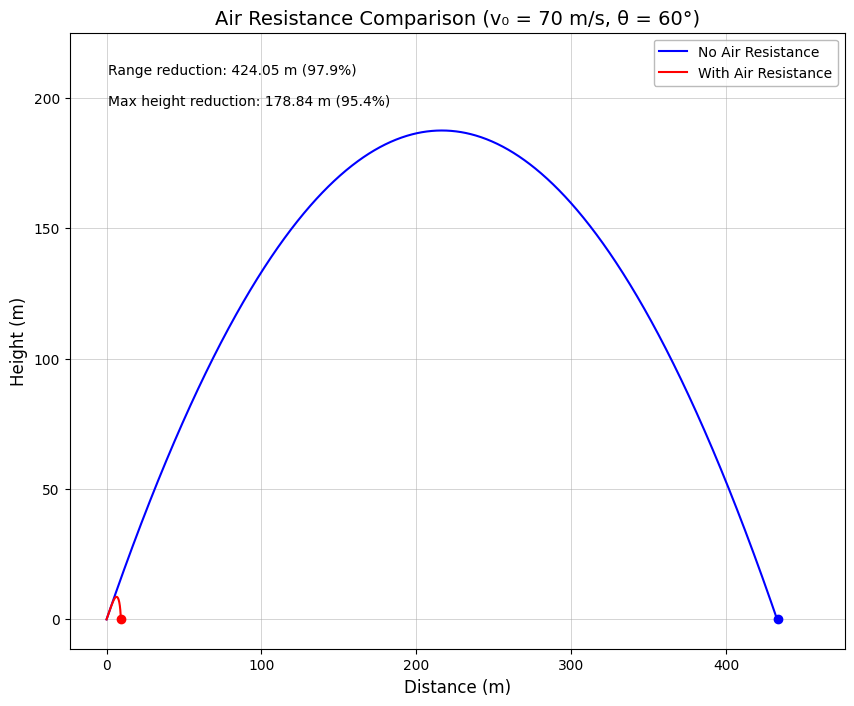 Air Resistance Comparison (v₀ = 70 m/s, θ = 60°)
Range reduction: 424.05 m (97.9%)
Max height reduction: 178.84 m (95.4%)
No Air Resistance
With Air Resistance
Height (m)
200
150
100
50
0
0 100 200 300 400
Distance (m)